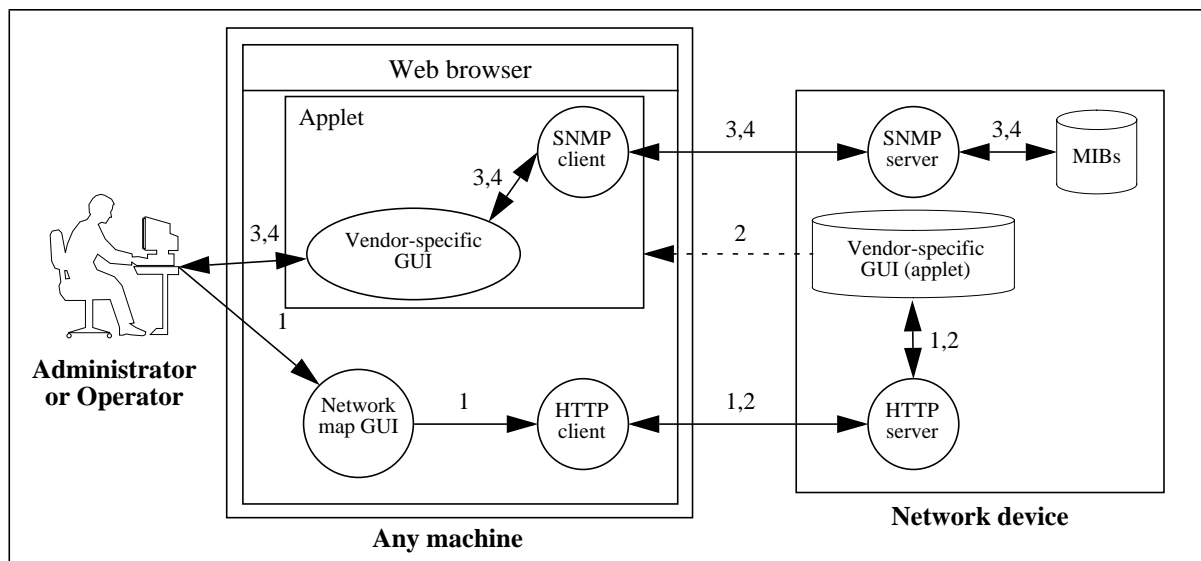 Web browser
Applet
SNMP
client
3,4
SNMP
server
3,4
MIBs
3,4
3,4
Vendor-specific
GUI
2
Vendor-specific
GUI (applet)
1
1,2
Administrator
or Operator
Network
map GUI
1
HTTP
client
1,2
HTTP
server
Any machine
Network device